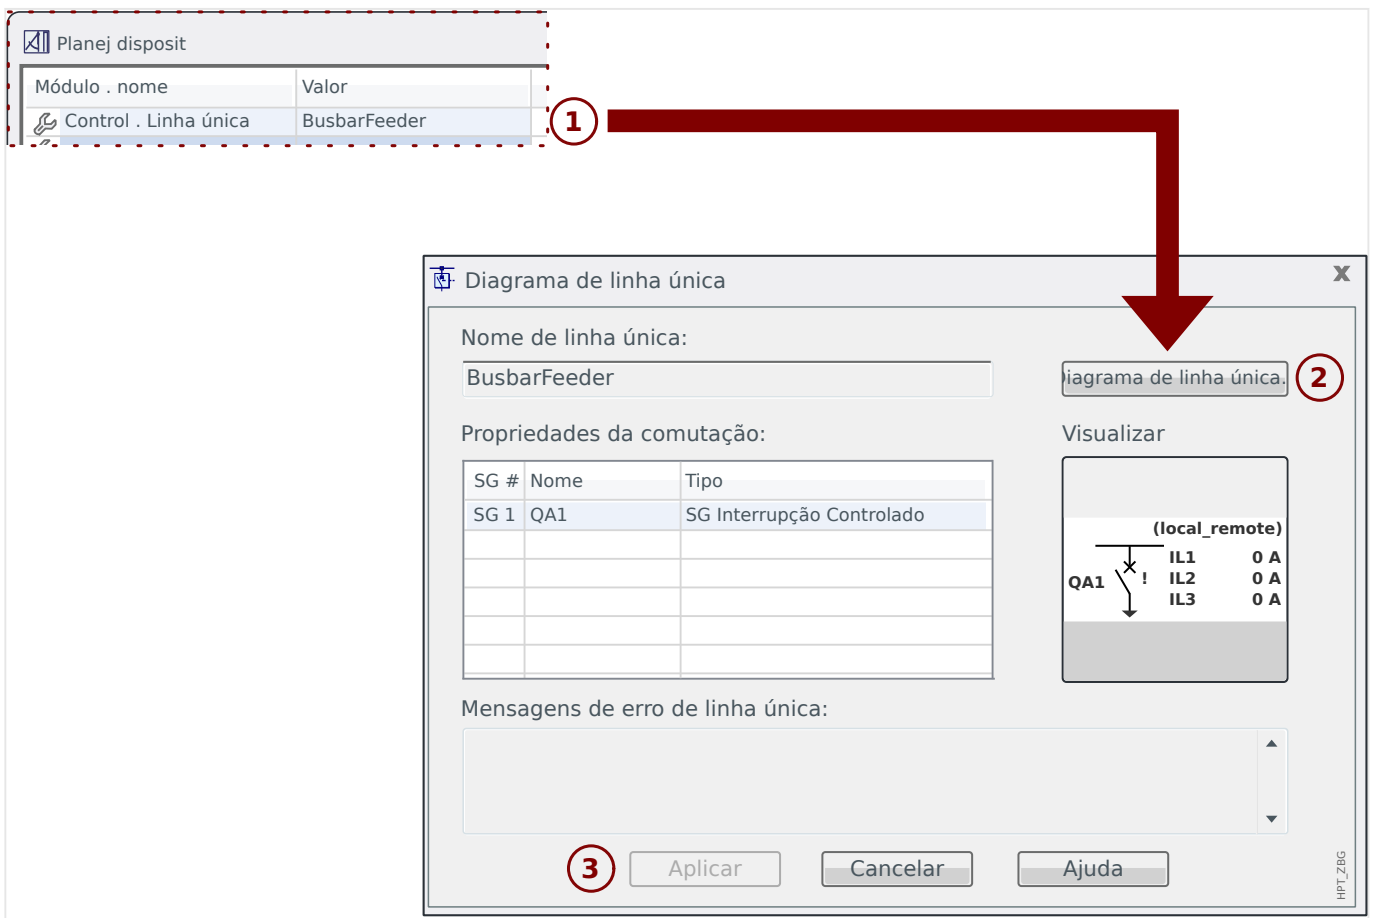 Planej disposit
Módulo . nome Valor
Control . Linha única BusbarFeeder
1
Diagrama de linha única X
Nome de linha única:
BusbarFeeder
iagrama de linha única. 2
Propriedades da comutação: Visualizar
SG # Nome Tipo
SG 1 QA1 SG Interrupção Controlado
(local_remote)
IL1 0 A
QA1 ! IL2 0 A
IL3 0 A
Mensagens de erro de linha única:
3 Aplicar Cancelar Ajuda
HPT_ZBG